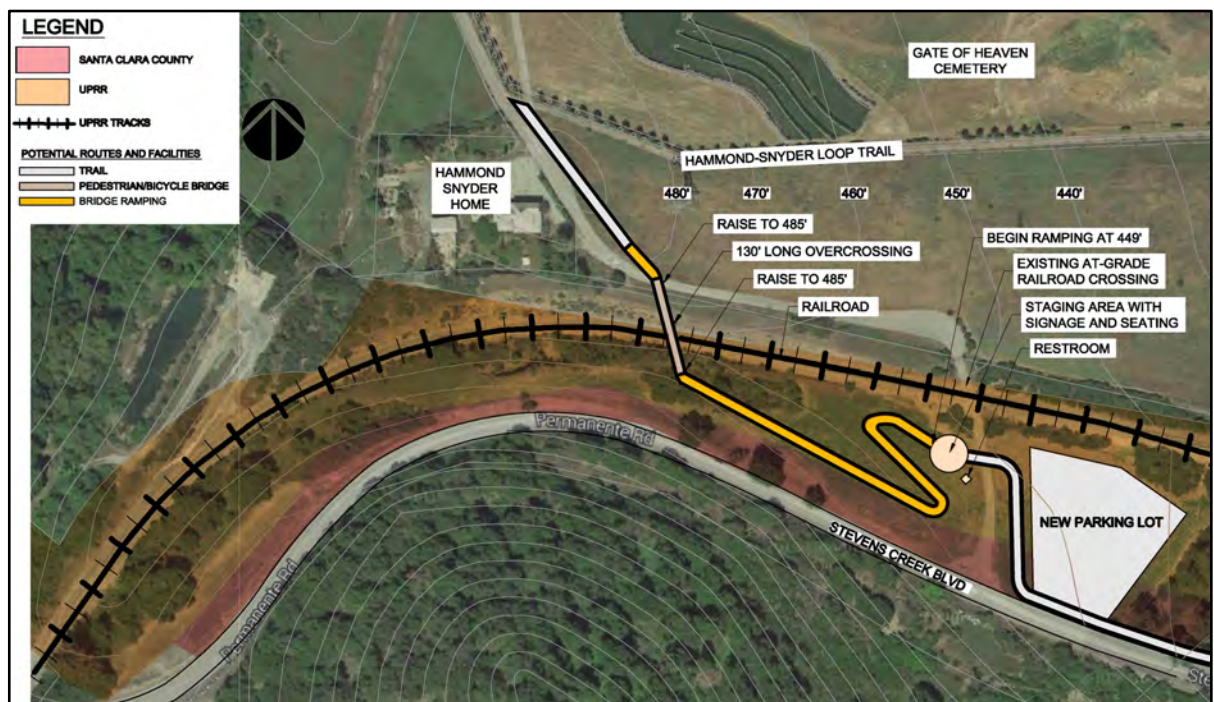 LEGEND
SANTA CLARA COUNTY
UPRR
UPRR TRACKS
POTENTIAL ROUTES AND FACILITIES
TRAIL
PEDESTRIAN/BICYCLE BRIDGE
BRIDGE RAMPING
GATE OF HEAVEN
CEMETERY
HAMMOND-SNYDER LOOP TRAIL
HAMMOND
SNYDER
HOME
480'
470'
460'
450'
440'
RAISE TO 485'
130' LONG OVERCROSSING
RAISE TO 485'
RAILROAD
BEGIN RAMPING AT 449'
EXISTING AT-GRADE
RAILROAD CROSSING
STAGING AREA WITH
SIGNAGE AND SEATING
RESTROOM
Permanente Rd
Permanente Rd
STEVENS CREEK BLVD
NEW PARKING LOT
Ste